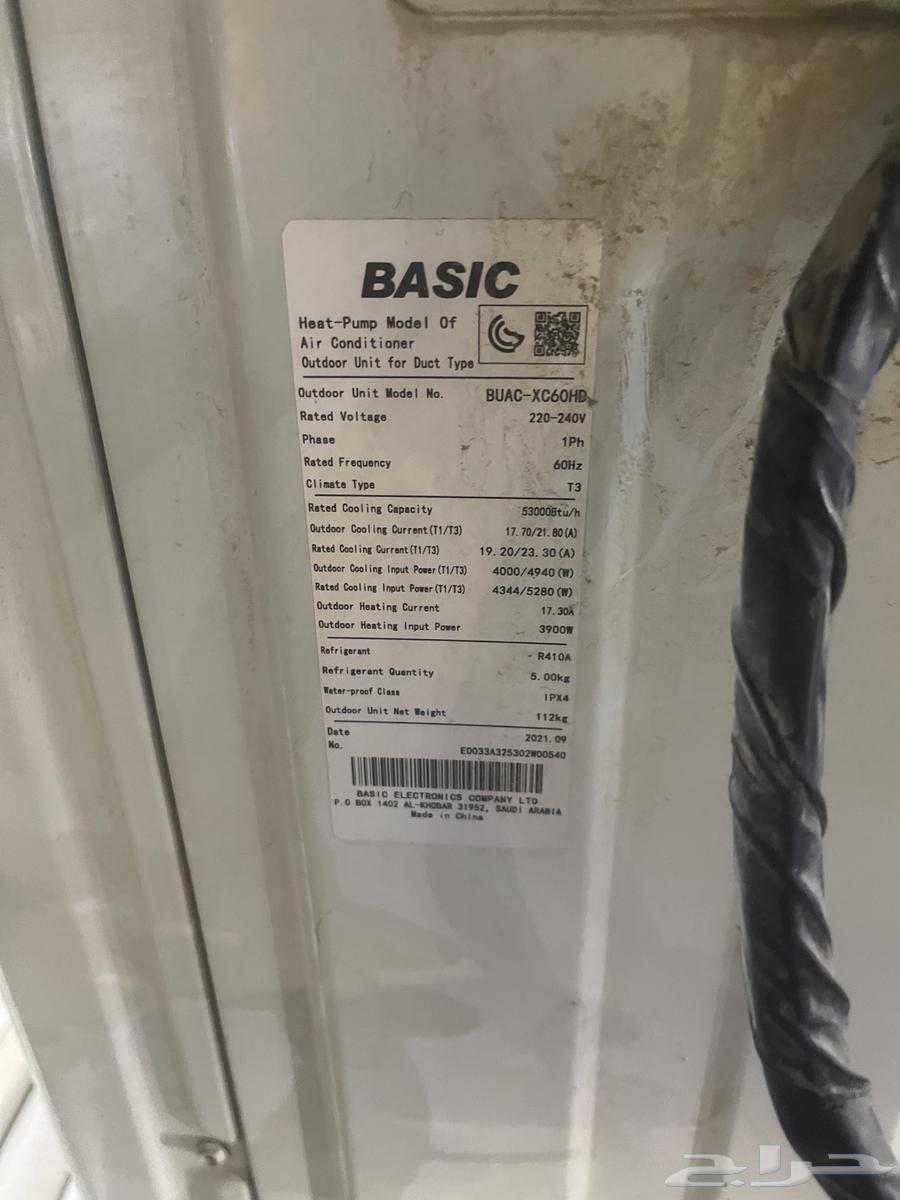 BASIC
Heat-Pump Model Of
Air Conditioner
Outdoor Unit for Duct Type
Outdoor Unit Model No. BUAC-XC60HD
Rated Voltage 220-240V
Phase 1Ph
Rated Frequency 60Hz
Climate Type T3
Rated Cooling Capacity 53000Btu/h
Outdoor Cooling Current(T1/T3) 17.70/21.80(A)
Rated Cooling Current(T1/T3) 19.20/23.30(A)
Outdoor Cooling Input Power(T1/T3) 4000/4940(W)
Rated Cooling Input Power(T1/T3) 4344/5280(W)
Outdoor Heating Current 17.30A
Outdoor Heating Input Power 3900W
Refrigerant R410A
Refrigerant Quantity 5.00kg
Water-proof Class IPX4
Outdoor Unit Net Weight 112kg
Date 2021.09
No. E0033A325302W00540
BASIC ELECTRONICS COMPANY LTD
P.O BOX 1402 AL-KHOBAR 31952, SAUDI ARABIA
Made in China
حراج